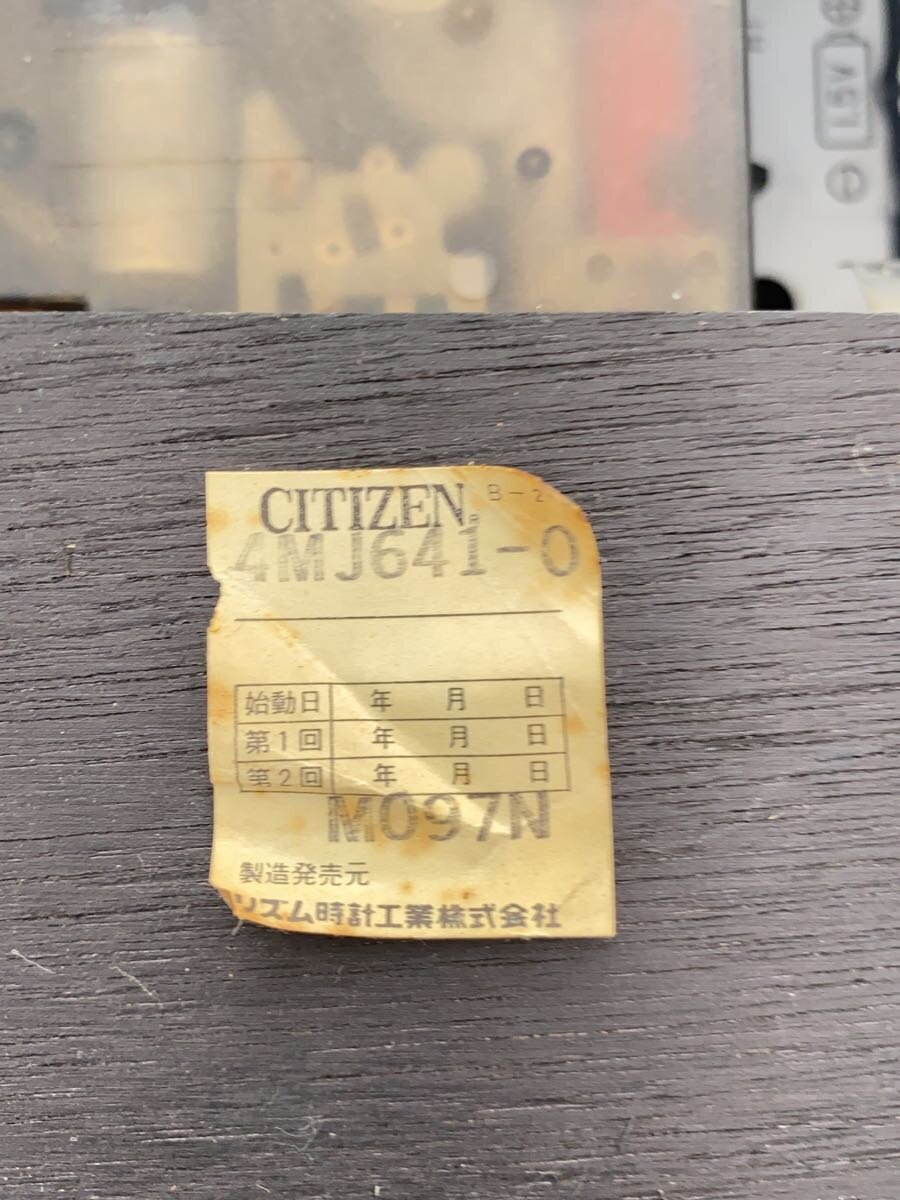 1.5V
CITIZEN. B-2
4MJ641-0
始動日 年 月 日
第1回 年 月 日
第2回 年 月 日
M097N
製造発売元
リズム時計工業株式会社